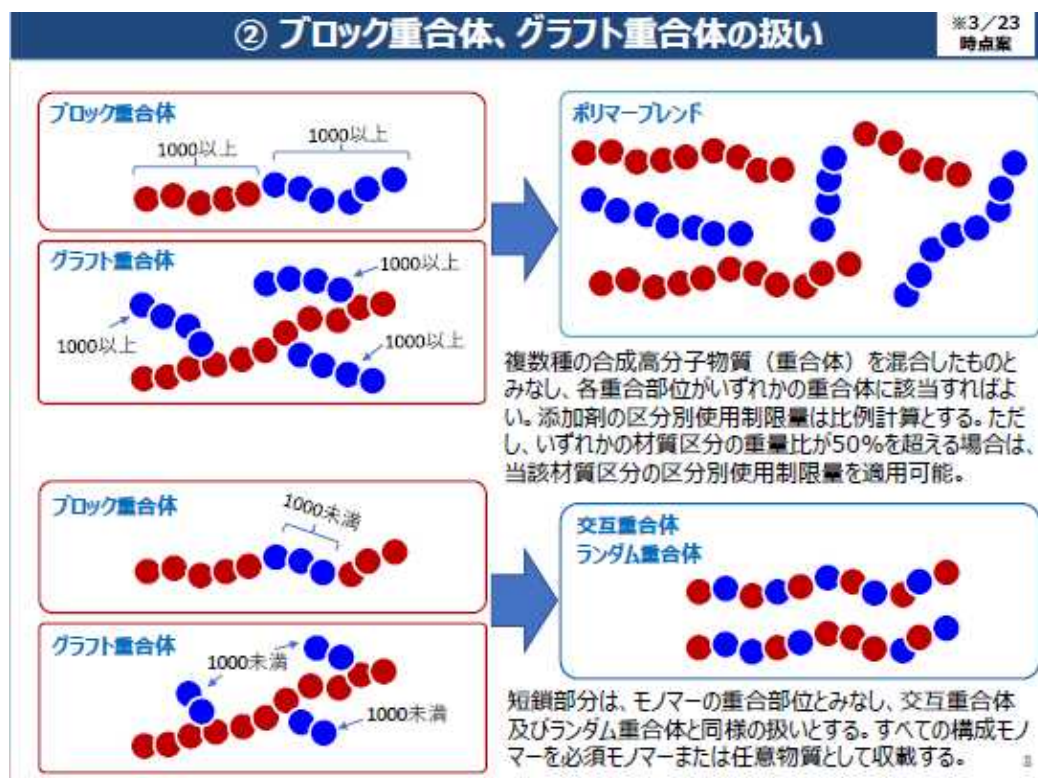 ② ブロック重合体、グラフト重合体の扱い
※3/23
時点案
ブロック重合体
1000以上
1000以上
グラフト重合体
1000以上
1000以上
1000以上
ポリマーブレンド
複数種の合成高分子物質（重合体）を混合したものと
みなし、各重合部位がいずれかの重合体に該当すればよ
い。添加剤の区分別使用制限量は比例計算とする。ただ
し、いずれかの材質区分の重量比が50%を超える場合は、
当該材質区分の区分別使用制限量を適用可能。
ブロック重合体
1000未満
グラフト重合体
1000未満
1000未満
交互重合体
ランダム重合体
短鎖部分は、モノマーの重合部位とみなし、交互重合体
及びランダム重合体と同様の扱いとする。すべての構成モノ
マーを必須モノマーまたは任意物質として収載する。